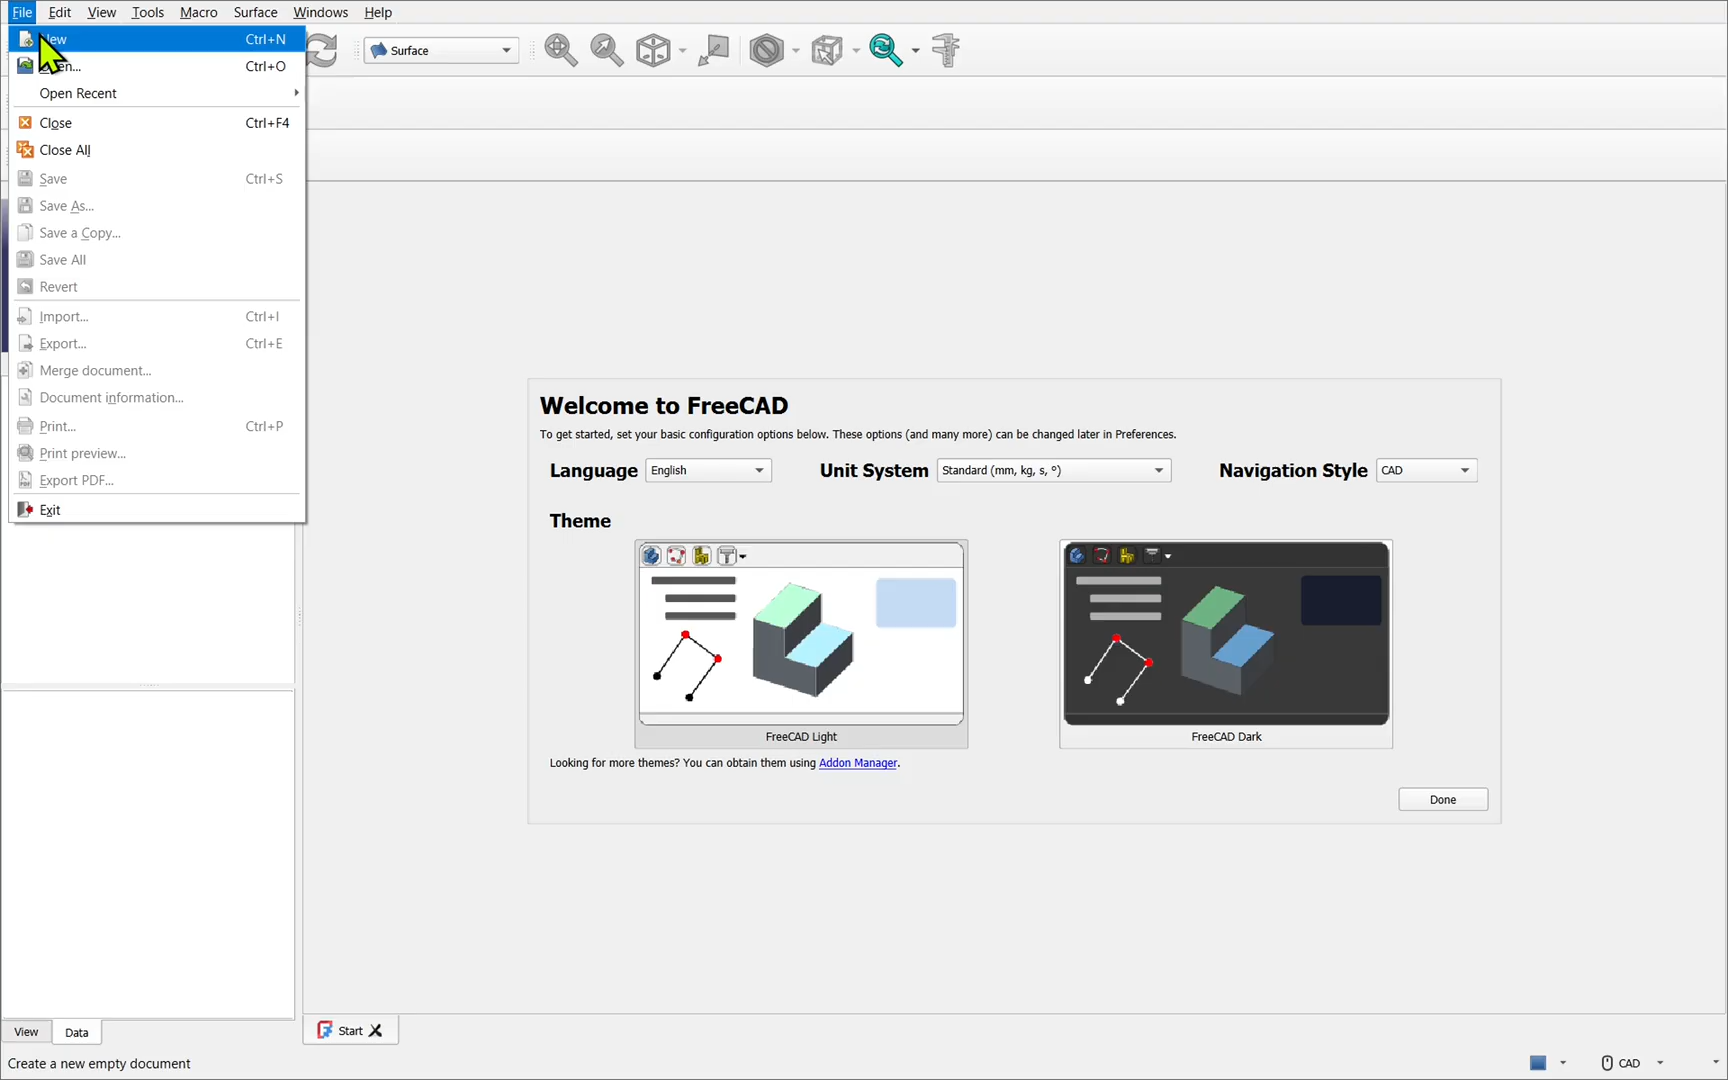 File Edit View Tools Macro Surface Windows Help
Ctrl+N
Surface
Ctrl+O
Open Recent
Close Ctrl+F4
Close All
Save Ctrl+S
Save As...
Save a Copy...
Save All
Revert
Import... Ctrl+I
Export... Ctrl+E
Merge document...
Document information...
Print... Ctrl+P
Print preview...
Export PDF...
Exit
Welcome to FreeCAD
To get started, set your basic configuration options below. These options (and many more) can be changed later in Preferences.
Language English Unit System Standard (mm, kg, s, °) Navigation Style CAD
Theme
FreeCAD Light FreeCAD Dark
Looking for more themes? You can obtain them using Addon Manager.
Done
View Data Start
Create a new empty document CAD